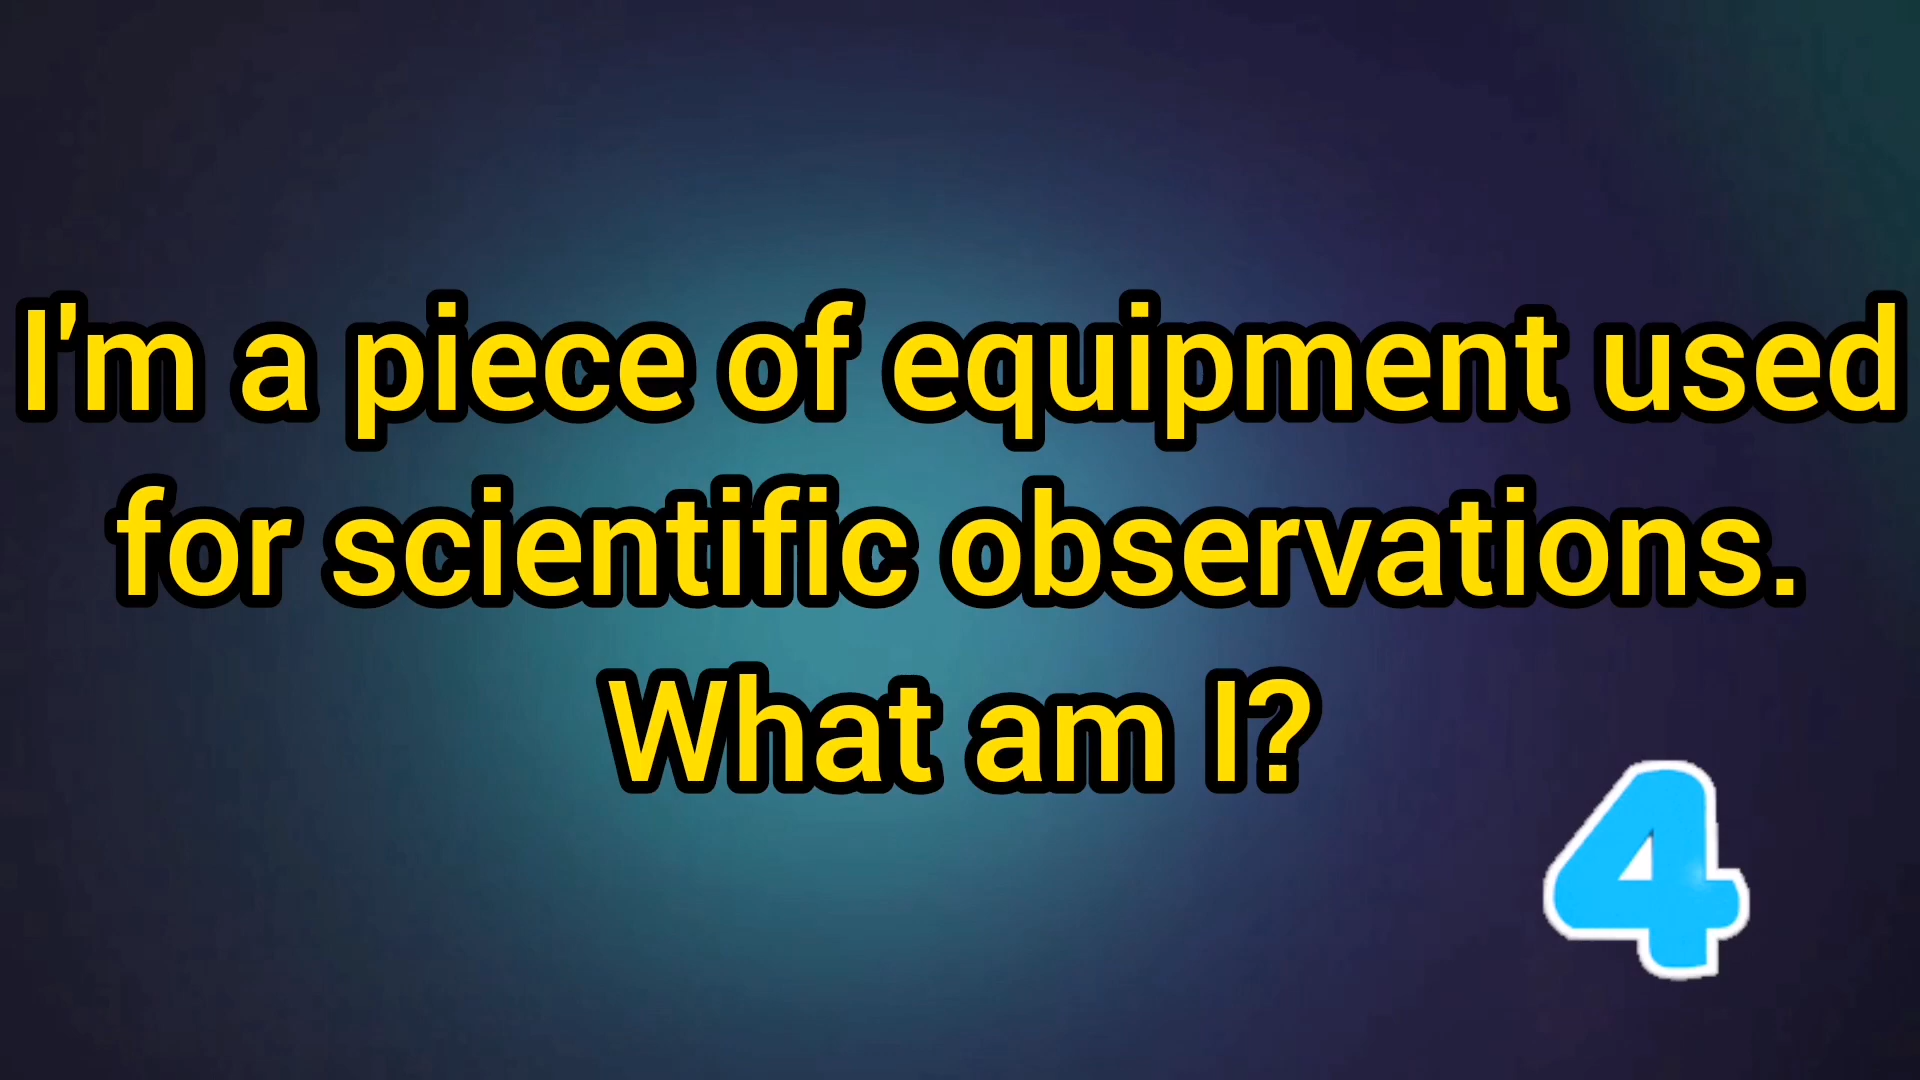 I'm a piece of equipment used
for scientific observations.
What am I?
4